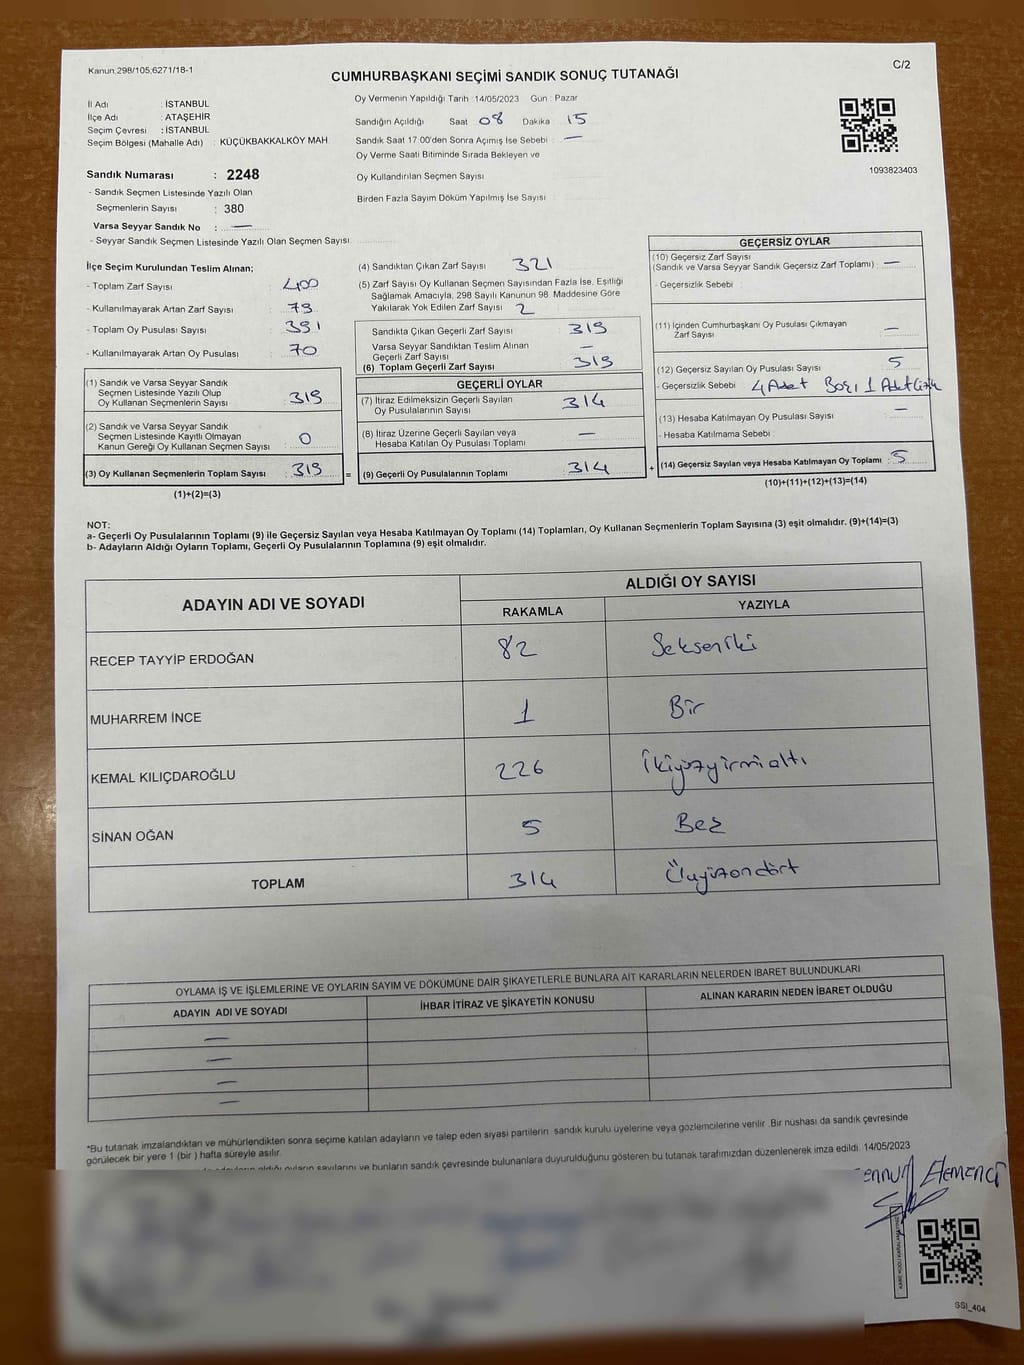 Kanun:298/105;6271/18-1
C/2
CUMHURBAŞKANI SEÇİMİ SANDIK SONUÇ TUTANAĞI
İl Adı : İSTANBUL
İlçe Adı : ATAŞEHİR
Seçim Çevresi : İSTANBUL
Seçim Bölgesi (Mahalle Adı) : KÜÇÜKBAKKALKÖY MAH
Sandık Numarası : 2248
- Sandık Seçmen Listesinde Yazılı Olan
Seçmenlerin Sayısı : 380
Varsa Seyyar Sandık No : —
- Seyyar Sandık Seçmen Listesinde Yazılı Olan Seçmen Sayısı:
Oy Vermenin Yapıldığı Tarih : 14/05/2023 Gün : Pazar
Sandığın Açıldığı Saat 08 Dakika 15
Sandık Saat 17.00'den Sonra Açımış İse Sebebi : —
Oy Verme Saati Bitiminde Sırada Bekleyen ve
Oy Kullandırılan Seçmen Sayısı
Birden Fazla Sayım Döküm Yapılmış İse Sayısı
1093823403
İlçe Seçim Kurulundan Teslim Alınan;
- Toplam Zarf Sayısı : 400
- Kullanılmayarak Artan Zarf Sayısı : 79
- Toplam Oy Pusulası Sayısı : 391
- Kullanılmayarak Artan Oy Pusulası : 70
(1) Sandık ve Varsa Seyyar Sandık
Seçmen Listesinde Yazılı Olup
Oy Kullanan Seçmenlerin Sayısı : 319
(2) Sandık ve Varsa Seyyar Sandık
Seçmen Listesinde Kayıtlı Olmayan
Kanun Gereği Oy Kullanan Seçmen Sayısı : 0
(3) Oy Kullanan Seçmenlerin Toplam Sayısı : 319 =
(1)+(2)=(3)
(4) Sandıktan Çıkan Zarf Sayısı : 321
(5) Zarf Sayısı Oy Kullanan Seçmen Sayısından Fazla İse, Eşitliği
Sağlamak Amacıyla, 298 Sayılı Kanunun 98. Maddesine Göre
Yakılarak Yok Edilen Zarf Sayısı : 2
Sandıkta Çıkan Geçerli Zarf Sayısı : 319
Varsa Seyyar Sandıktan Teslim Alınan
Geçerli Zarf Sayısı : —
(6) Toplam Geçerli Zarf Sayısı : 319
GEÇERLİ OYLAR
(7) İtiraz Edilmeksizin Geçerli Sayılan
Oy Pusulalarının Sayısı : 314
(8) İtiraz Üzerine Geçerli Sayılan veya
Hesaba Katılan Oy Pusulası Toplamı : —
(9) Geçerli Oy Pusulalarının Toplamı : 314 +
GEÇERSİZ OYLAR
(10) Geçersiz Zarf Sayısı
(Sandık ve Varsa Seyyar Sandık Geçersiz Zarf Toplamı) : —
- Geçersizlik Sebebi :
(11) İçinden Cumhurbaşkanı Oy Pusulası Çıkmayan
Zarf Sayısı : —
(12) Geçersiz Sayılan Oy Pusulası Sayısı : 5
- Geçersizlik Sebebi : 4 Adet Boş, 1 Adet
(13) Hesaba Katılmayan Oy Pusulası Sayısı : —
- Hesaba Katılmama Sebebi :
(14) Geçersiz Sayılan veya Hesaba Katılmayan Oy Toplamı : 5
(10)+(11)+(12)+(13)=(14)
NOT:
a- Geçerli Oy Pusulalarının Toplamı (9) ile Geçersiz Sayılan veya Hesaba Katılmayan Oy Toplamı (14) Toplamları, Oy Kullanan Seçmenlerin Toplam Sayısına (3) eşit olmalıdır. (9)+(14)=(3)
b- Adayların Aldığı Oyların Toplamı, Geçerli Oy Pusulalarının Toplamına (9) eşit olmalıdır.
ADAYIN ADI VE SOYADI
ALDIĞI OY SAYISI
RAKAMLA YAZIYLA
RECEP TAYYİP ERDOĞAN 82 Sekseniki
MUHARREM İNCE 1 Bir
KEMAL KILIÇDAROĞLU 226 İkiyüzyirmialtı
SİNAN OĞAN 5 Beş
TOPLAM 314 Üçyüzondört
OYLAMA İŞ VE İŞLEMLERİNE VE OYLARIN SAYIM VE DÖKÜMÜNE DAİR ŞİKAYETLERLE BUNLARA AİT KARARLARIN NELERDEN İBARET BULUNDUKLARI
ADAYIN ADI VE SOYADI İHBAR İTİRAZ VE ŞİKAYETİN KONUSU ALINAN KARARIN NEDEN İBARET OLDUĞU
—
—
—
—
*Bu tutanak imzalandıktan ve mühürlendikten sonra seçime katılan adayların ve talep eden siyasi partilerin sandık kurulu üyelerine veya gözlemcilerine verilir. Bir nüshası da sandık çevresinde
görülecek bir yere 1 (bir) hafta süreyle asılır.
aldığı oyların sayılarını ve bunların sandık çevresinde bulunanlara duyurulduğunu gösteren bu tutanak tarafımızdan düzenlenerek imza edildi. 14/05/2023
SSI_404